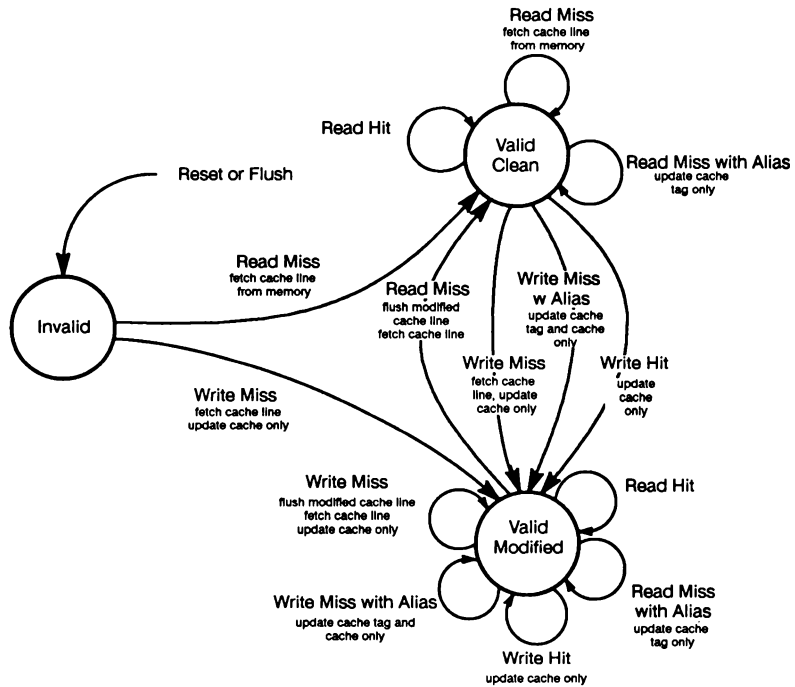 Read Miss
fetch cache line
from memory
Read Hit
Valid
Clean
Read Miss with Alias
update cache
tag only
Reset or Flush
Read Miss
fetch cache line
from memory
Invalid
Read Miss
flush modified
cache line
fetch cache line
Write Miss
w Alias
update cache
tag and cache
only
Write Miss
fetch cache
line, update
cache only
Write Hit
update
cache
only
Write Miss
fetch cache line
update cache only
Write Miss
flush modified cache line
fetch cache line
update cache only
Read Hit
Valid
Modified
Write Miss with Alias
update cache tag and
cache only
Read Miss
with Alias
update cache
tag only
Write Hit
update cache only